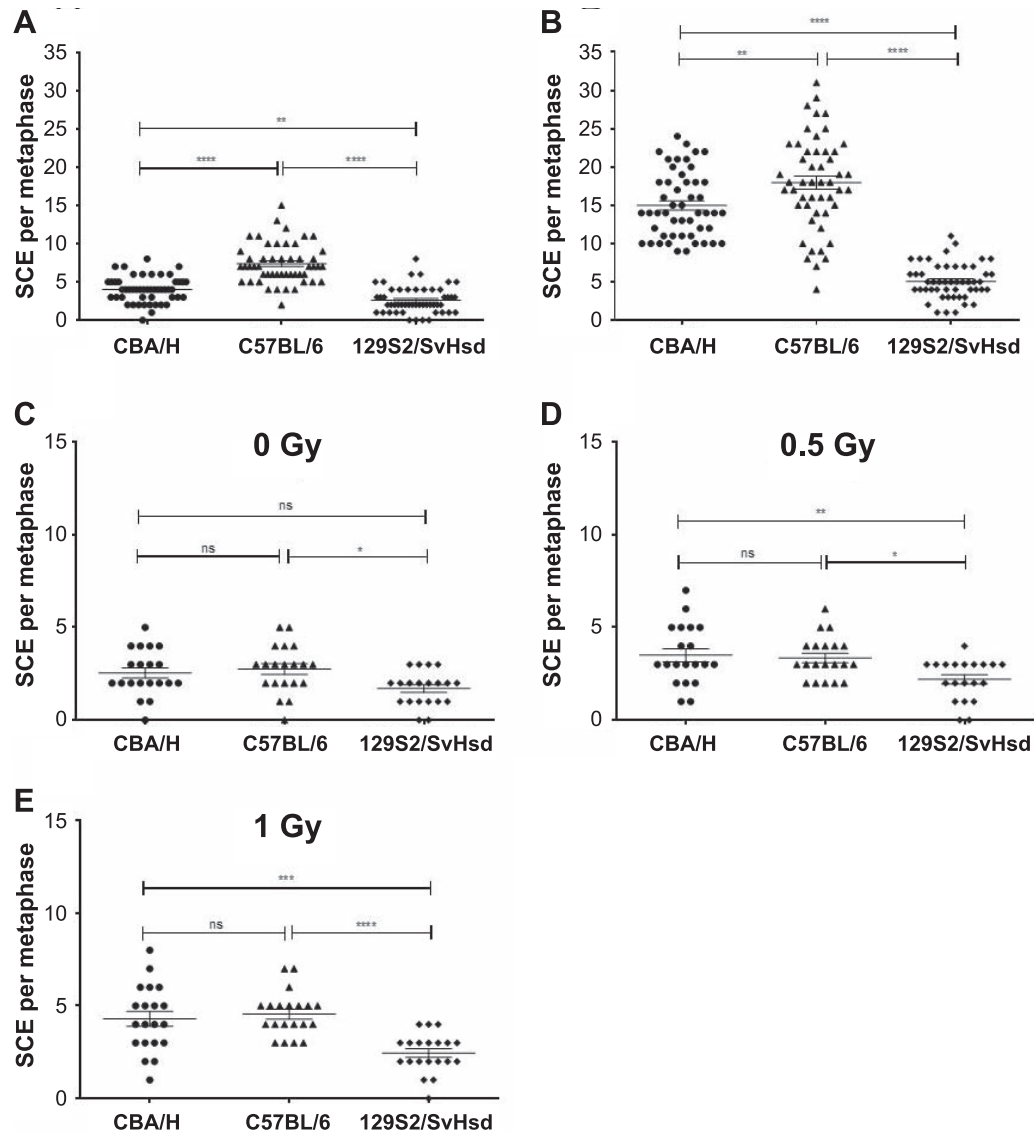 A
SCE per metaphase
35
30
25
20
15
10
5
0
**
****
****
CBA/H C57BL/6 129S2/SvHsd
B
SCE per metaphase
35
30
25
20
15
10
5
0
****
**
****
CBA/H C57BL/6 129S2/SvHsd
C
0 Gy
SCE per metaphase
15
10
5
0
ns
ns
*
CBA/H C57BL/6 129S2/SvHsd
D
0.5 Gy
SCE per metaphase
15
10
5
0
**
ns
*
CBA/H C57BL/6 129S2/SvHsd
E
1 Gy
SCE per metaphase
15
10
5
0
***
ns
****
CBA/H C57BL/6 129S2/SvHsd